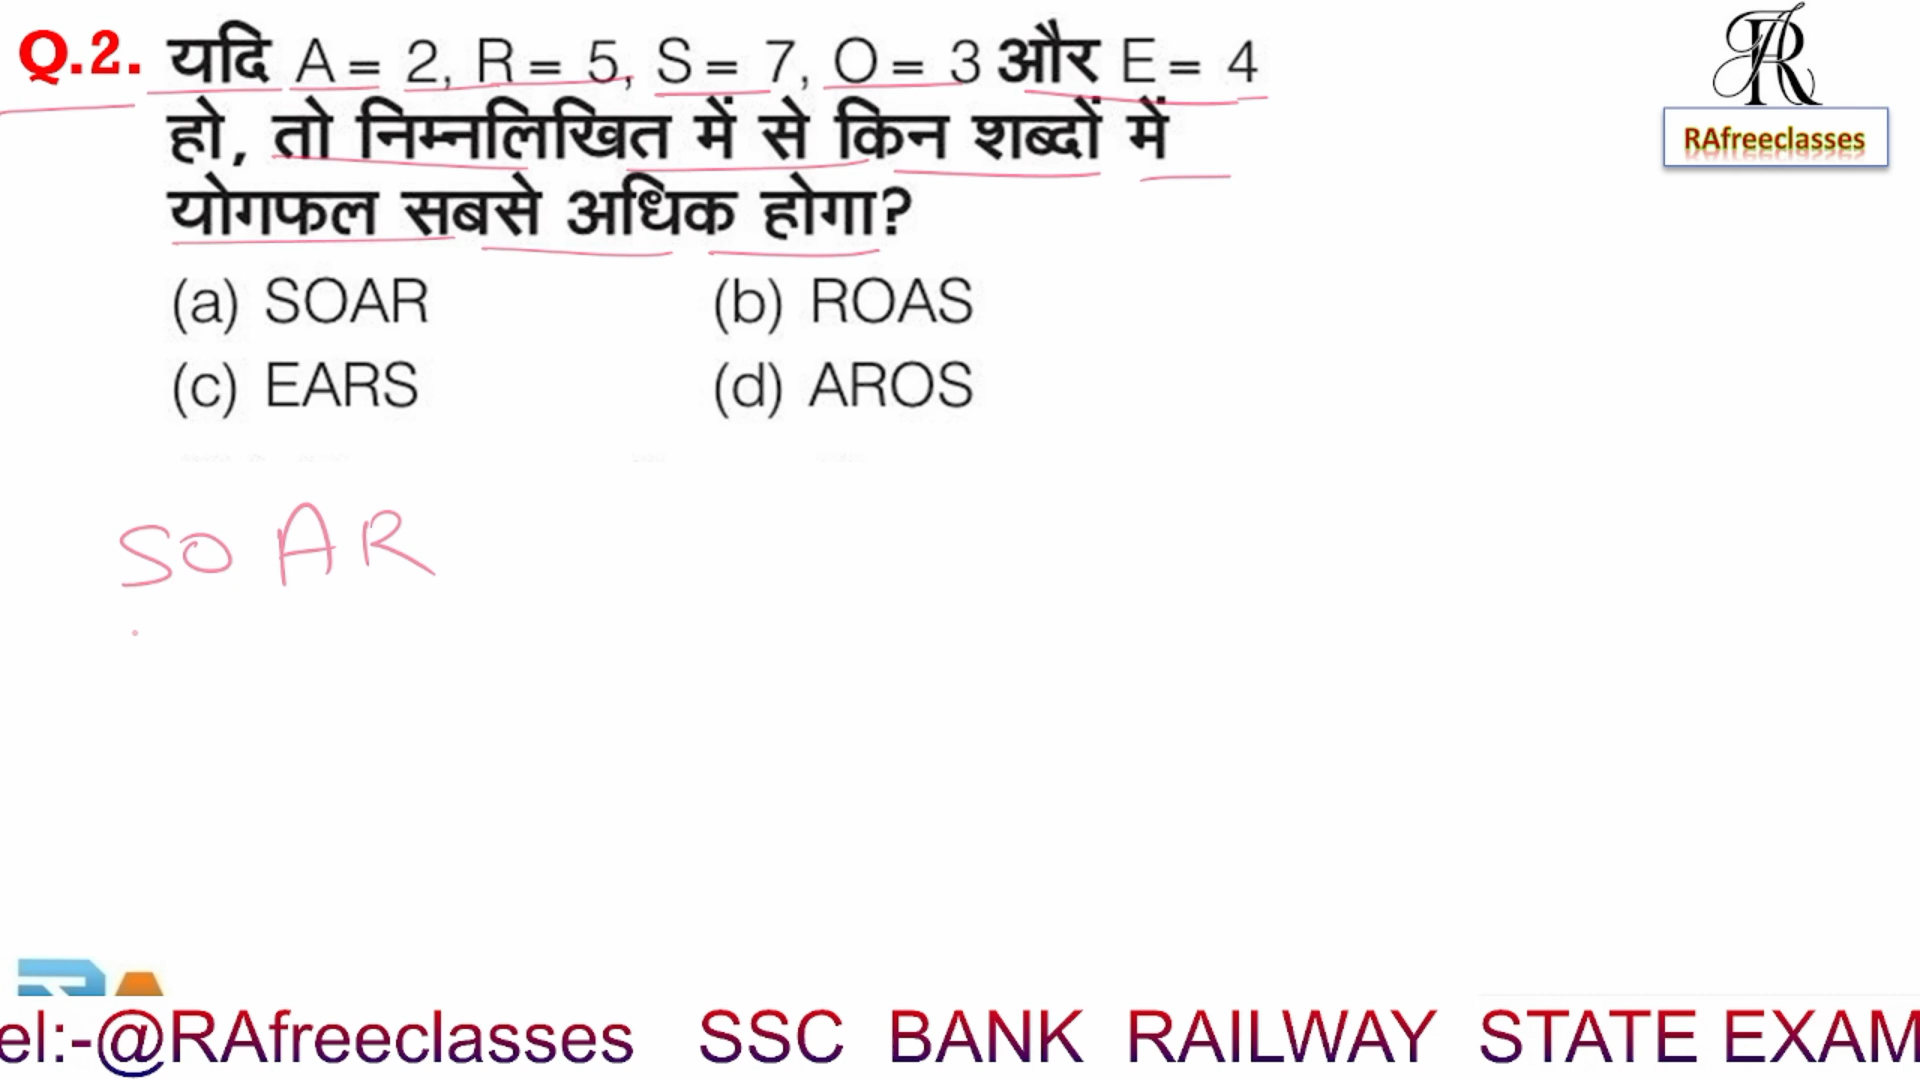 Q.2. यदि A = 2, R = 5, S = 7, O = 3 और E = 4
हो, तो निम्नलिखित में से किन शब्दों में
योगफल सबसे अधिक होगा?
(a) SOAR (b) ROAS
(c) EARS (d) AROS
SOAR
RAfreeclasses
el:-@RAfreeclasses SSC BANK RAILWAY STATE EXAM